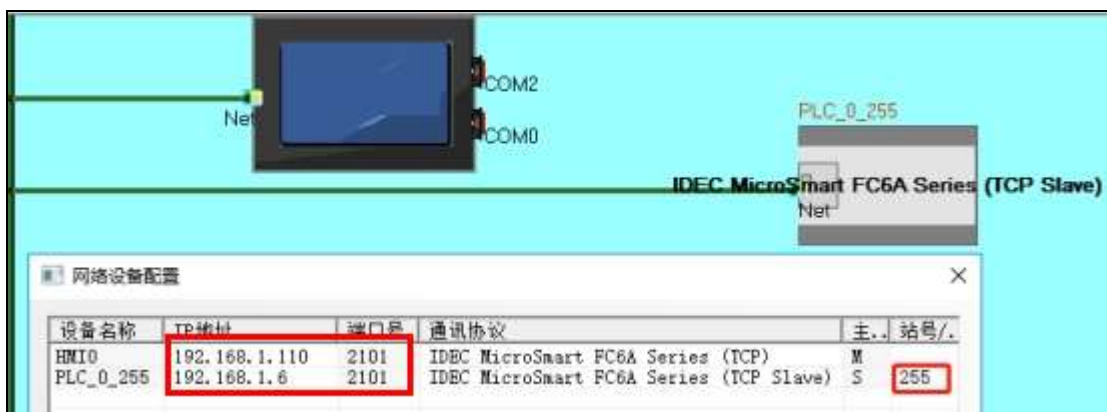 COM2
Net
COM0
PLC_0_255
IDEC MicroSmart FC6A Series (TCP Slave)
Net
网络设备配置
设备名称 IP地址 端口号 通讯协议 主.. 站号/.
HMI0 192.168.1.110 2101 IDEC MicroSmart FC6A Series (TCP) M
PLC_0_255 192.168.1.6 2101 IDEC MicroSmart FC6A Series (TCP Slave) S 255